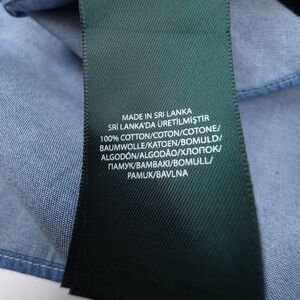 MADE IN SRI LANKA
SRİ LANKA'DA ÜRETİLMİŞTİR
100% COTTON/COTON/COTONE/
BAUMWOLLE/KATOEN/BOMULD/
ALGODÓN/ALGODÃO/ХЛОПОК/
ПАМУК/BAMBAKI/BOMULL/
PAMUK/BAVLNA